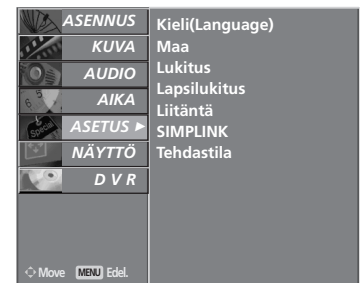 ASENNUS
KUVA
AUDIO
AIKA
ASETUS ►
NÄYTTÖ
D V R
Kieli(Language)
Maa
Lukitus
Lapsilukitus
Liitäntä
SIMPLINK
Tehdastila
Move MENU Edel.